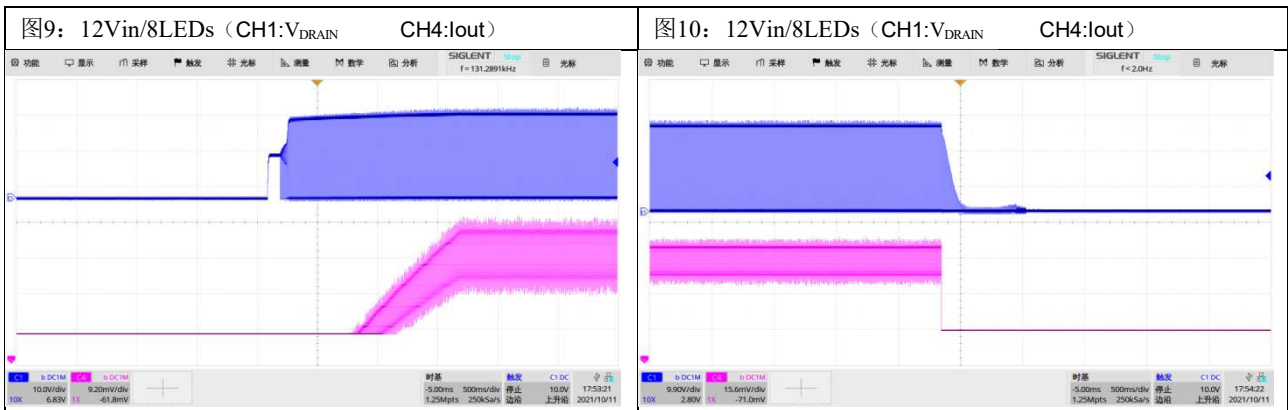 图9：12Vin/8LEDs（CH1:VDRAIN CH4:Iout）
功能 显示 采样 触发 光标 测量 数学 分析 SIGLENT Stop f = 131.2891kHz 光标
C1 b DC1M C4 b DC1M
10.0V/div 9.20mV/div
10X 6.83V 1X -61.8mV
时基 触发 C1 DC
-5.00ms 500ms/div 停止 10.0V 17:53:21
1.25Mpts 250kSa/s 边沿 上升沿 2021/10/11
图10：12Vin/8LEDs（CH1:VDRAIN CH4:Iout）
功能 显示 采样 触发 光标 测量 数学 分析 SIGLENT Stop f < 2.0Hz 光标
C1 b DC1M C4 b DC1M
9.90V/div 15.6mV/div
10X 2.80V 1X -71.0mV
时基 触发 C1 DC
-5.00ms 500ms/div 停止 10.0V 17:54:22
1.25Mpts 250kSa/s 边沿 上升沿 2021/10/11